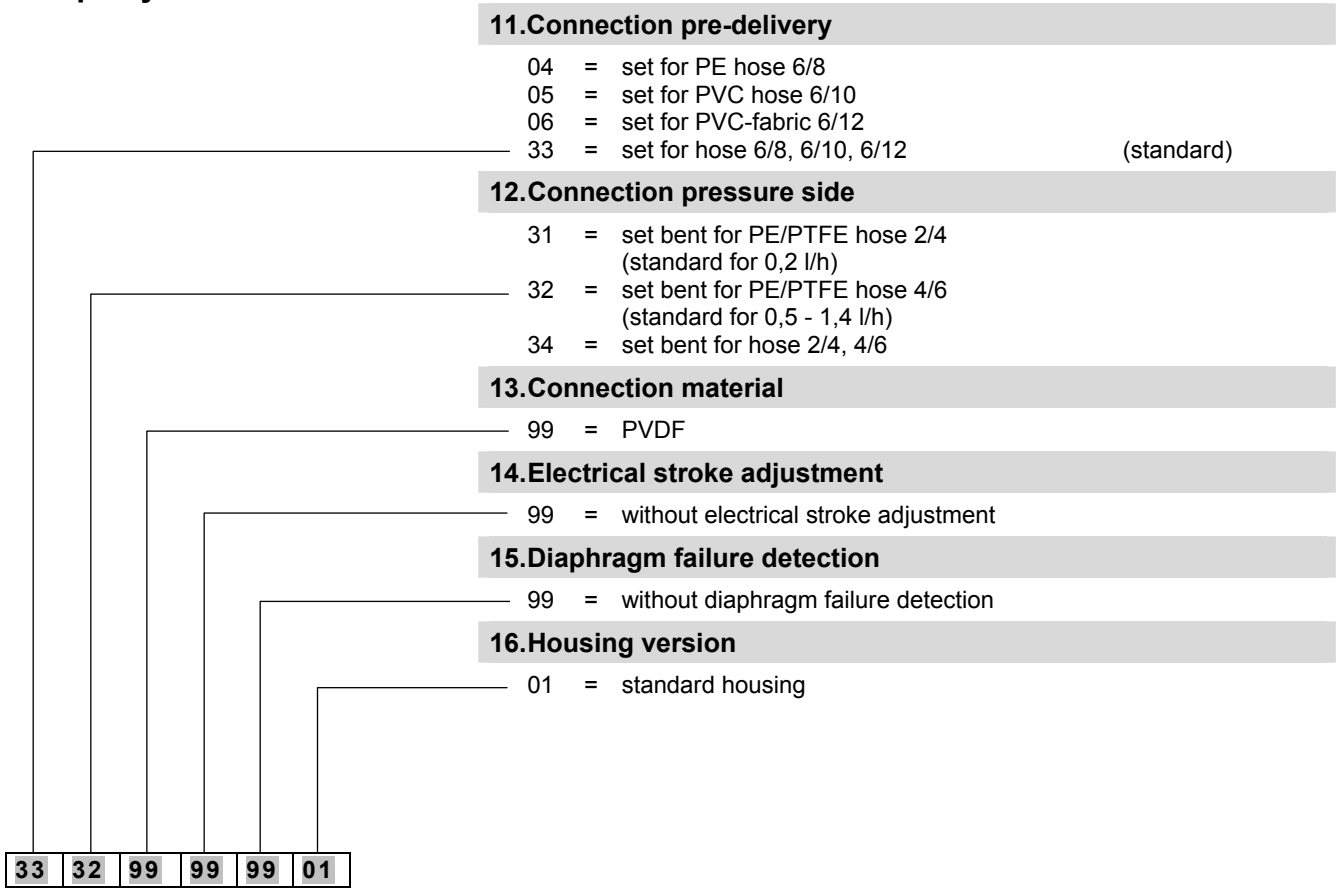 11.Connection pre-delivery
04 = set for PE hose 6/8
05 = set for PVC hose 6/10
06 = set for PVC-fabric 6/12
33 = set for hose 6/8, 6/10, 6/12 (standard)
12.Connection pressure side
31 = set bent for PE/PTFE hose 2/4
(standard for 0,2 l/h)
32 = set bent for PE/PTFE hose 4/6
(standard for 0,5 - 1,4 l/h)
34 = set bent for hose 2/4, 4/6
13.Connection material
99 = PVDF
14.Electrical stroke adjustment
99 = without electrical stroke adjustment
15.Diaphragm failure detection
99 = without diaphragm failure detection
16.Housing version
01 = standard housing
33 32 99 99 99 01